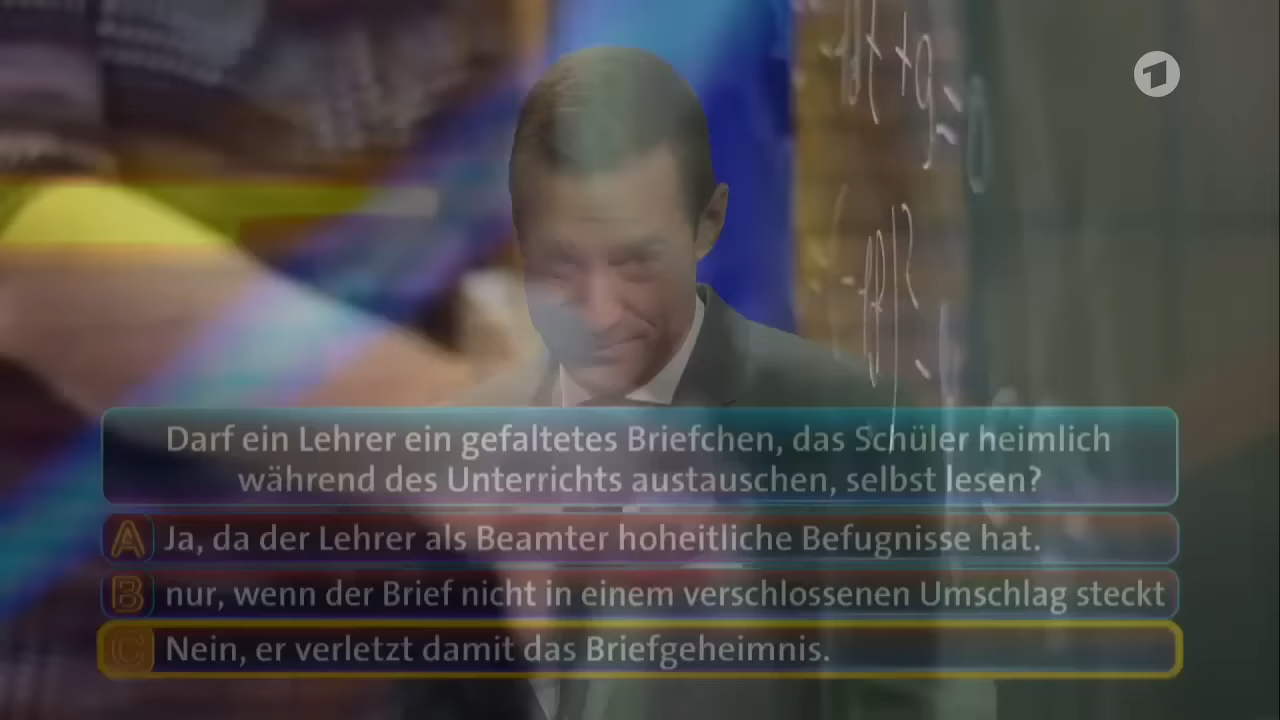 1
Darf ein Lehrer ein gefaltetes Briefchen, das Schüler heimlich
während des Unterrichts austauschen, selbst lesen?
A Ja, da der Lehrer als Beamter hoheitliche Befugnisse hat.
B nur, wenn der Brief nicht in einem verschlossenen Umschlag steckt
C Nein, er verletzt damit das Briefgeheimnis.